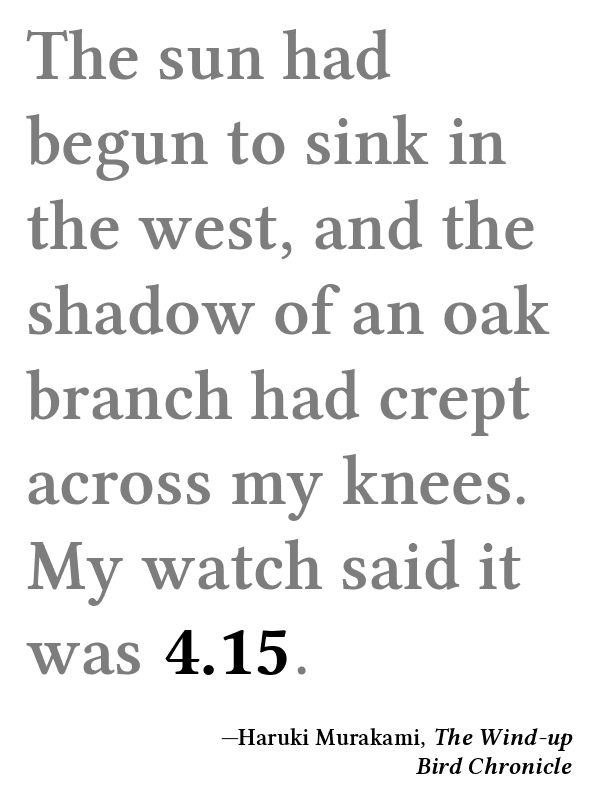 The sun had
begun to sink in
the west, and the
shadow of an oak
branch had crept
across my knees.
My watch said it
was 4.15.
—Haruki Murakami, The Wind-up
Bird Chronicle